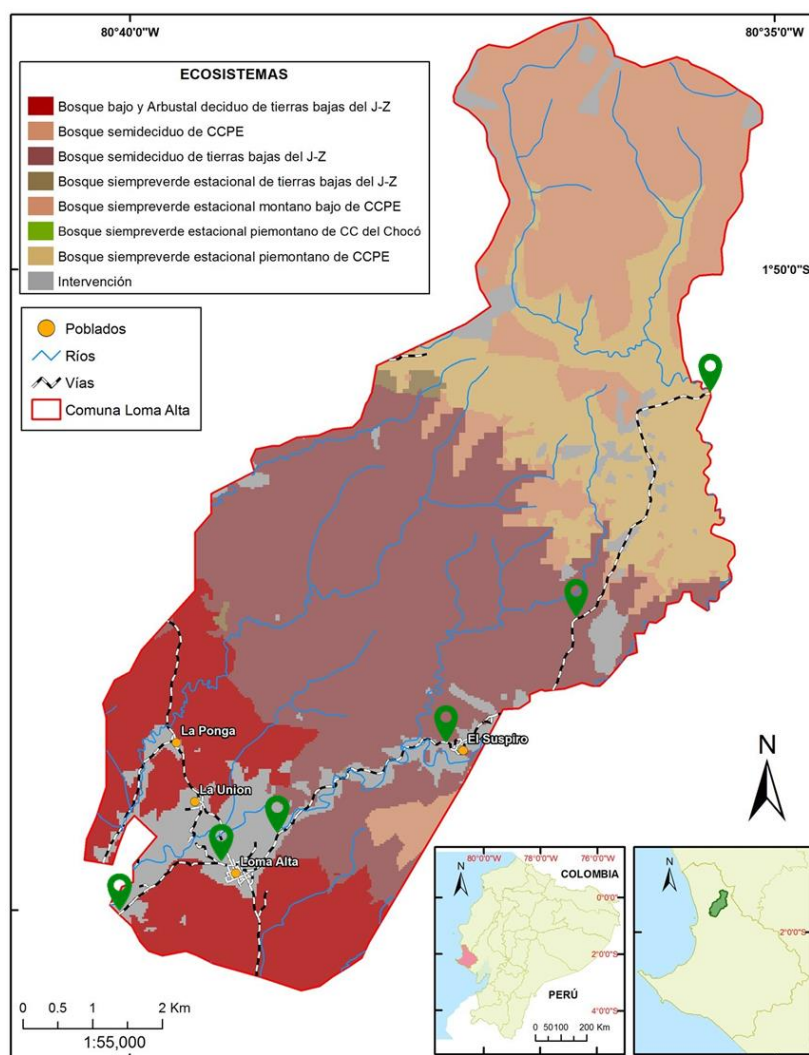 80°40'0"W
80°35'0"W
ECOSISTEMAS
Bosque bajo y Arbustal deciduo de tierras bajas del J-Z
Bosque semideciduo de CCPE
Bosque semideciduo de tierras bajas del J-Z
Bosque siempreverde estacional de tierras bajas del J-Z
Bosque siempreverde estacional montano bajo de CCPE
Bosque siempreverde estacional piemontano de CC del Chocó
Bosque siempreverde estacional piemontano de CCPE
Intervención
1°50'0"S
Poblados
Ríos
Vías
Comuna Loma Alta
La Ponga
El Suspiro
La Union
Loma Alta
N
0 0.5 1 2 Km
1:55,000
N
80°0'0"W 78°0'0"W 76°0'0"W
COLOMBIA
0°0'0"
2°0'0"S
PERÚ
4°0'0"S
0 50100 200 Km
N
2°0'0"S